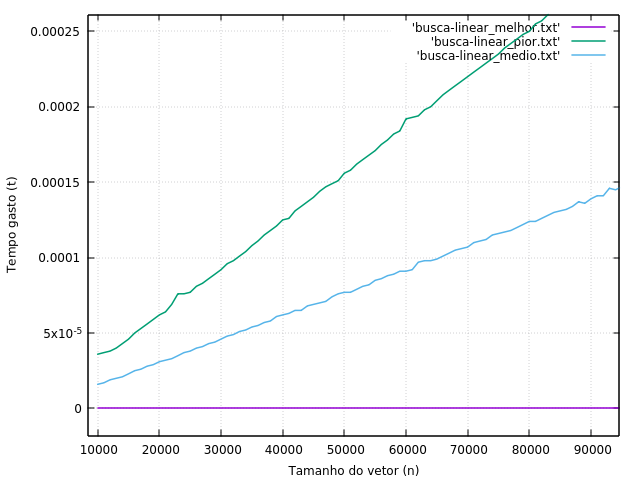 0.00025
0.0002
0.00015
0.0001
5x10-5
0
10000 20000 30000 40000 50000 60000 70000 80000 90000
Tempo gasto (t)
Tamanho do vetor (n)
'busca-linear_melhor.txt'
'busca-linear_pior.txt'
'busca-linear_medio.txt'